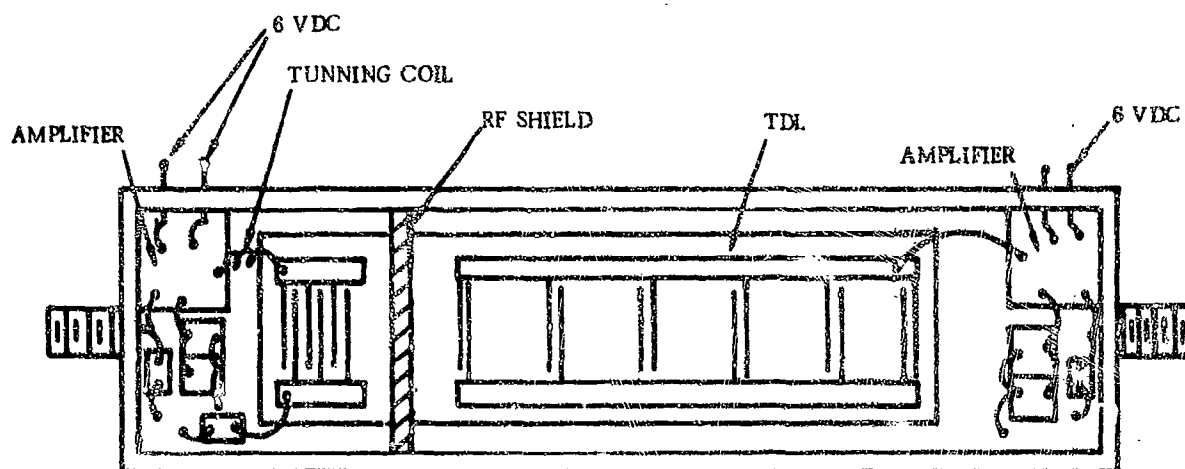 6 VDC
TUNNING COIL
AMPLIFIER
RF SHIELD
TDL
6 VDC
AMPLIFIER